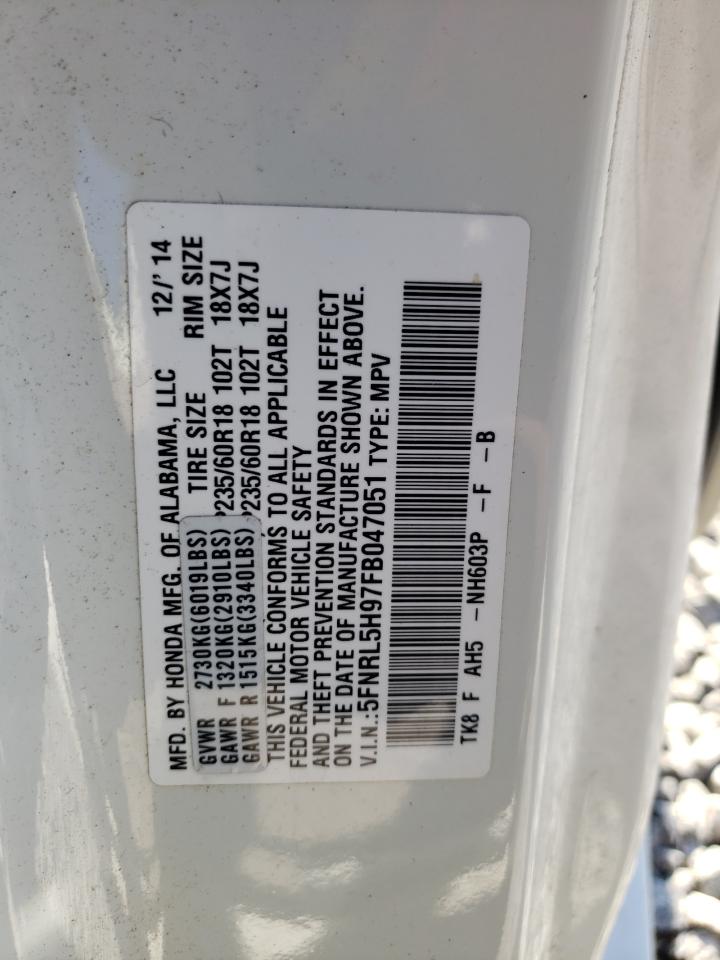 MFD. BY HONDA MFG. OF ALABAMA, LLC 12/'14
TIRE SIZE RIM SIZE
GVWR 2730KG(6019LBS)
GAWR F 1320KG(2910LBS) P235/60R18 102T 18X7J
GAWR R 1515KG(3340LBS) P235/60R18 102T 18X7J
THIS VEHICLE CONFORMS TO ALL APPLICABLE
FEDERAL MOTOR VEHICLE SAFETY
AND THEFT PREVENTION STANDARDS IN EFFECT
ON THE DATE OF MANUFACTURE SHOWN ABOVE.
V.I.N.:5FNRL5H97FB047051 TYPE: MPV
TK8 F AH5 -NH603P -F -B